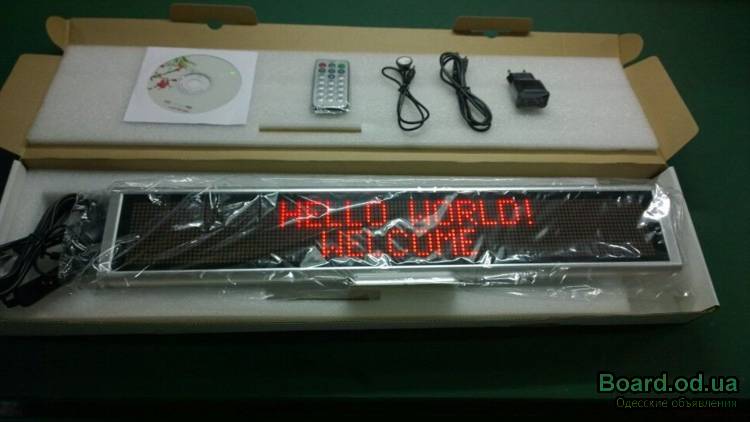 HELLO WORLD!
WELCOME
Board.od.ua
Одесские объявления